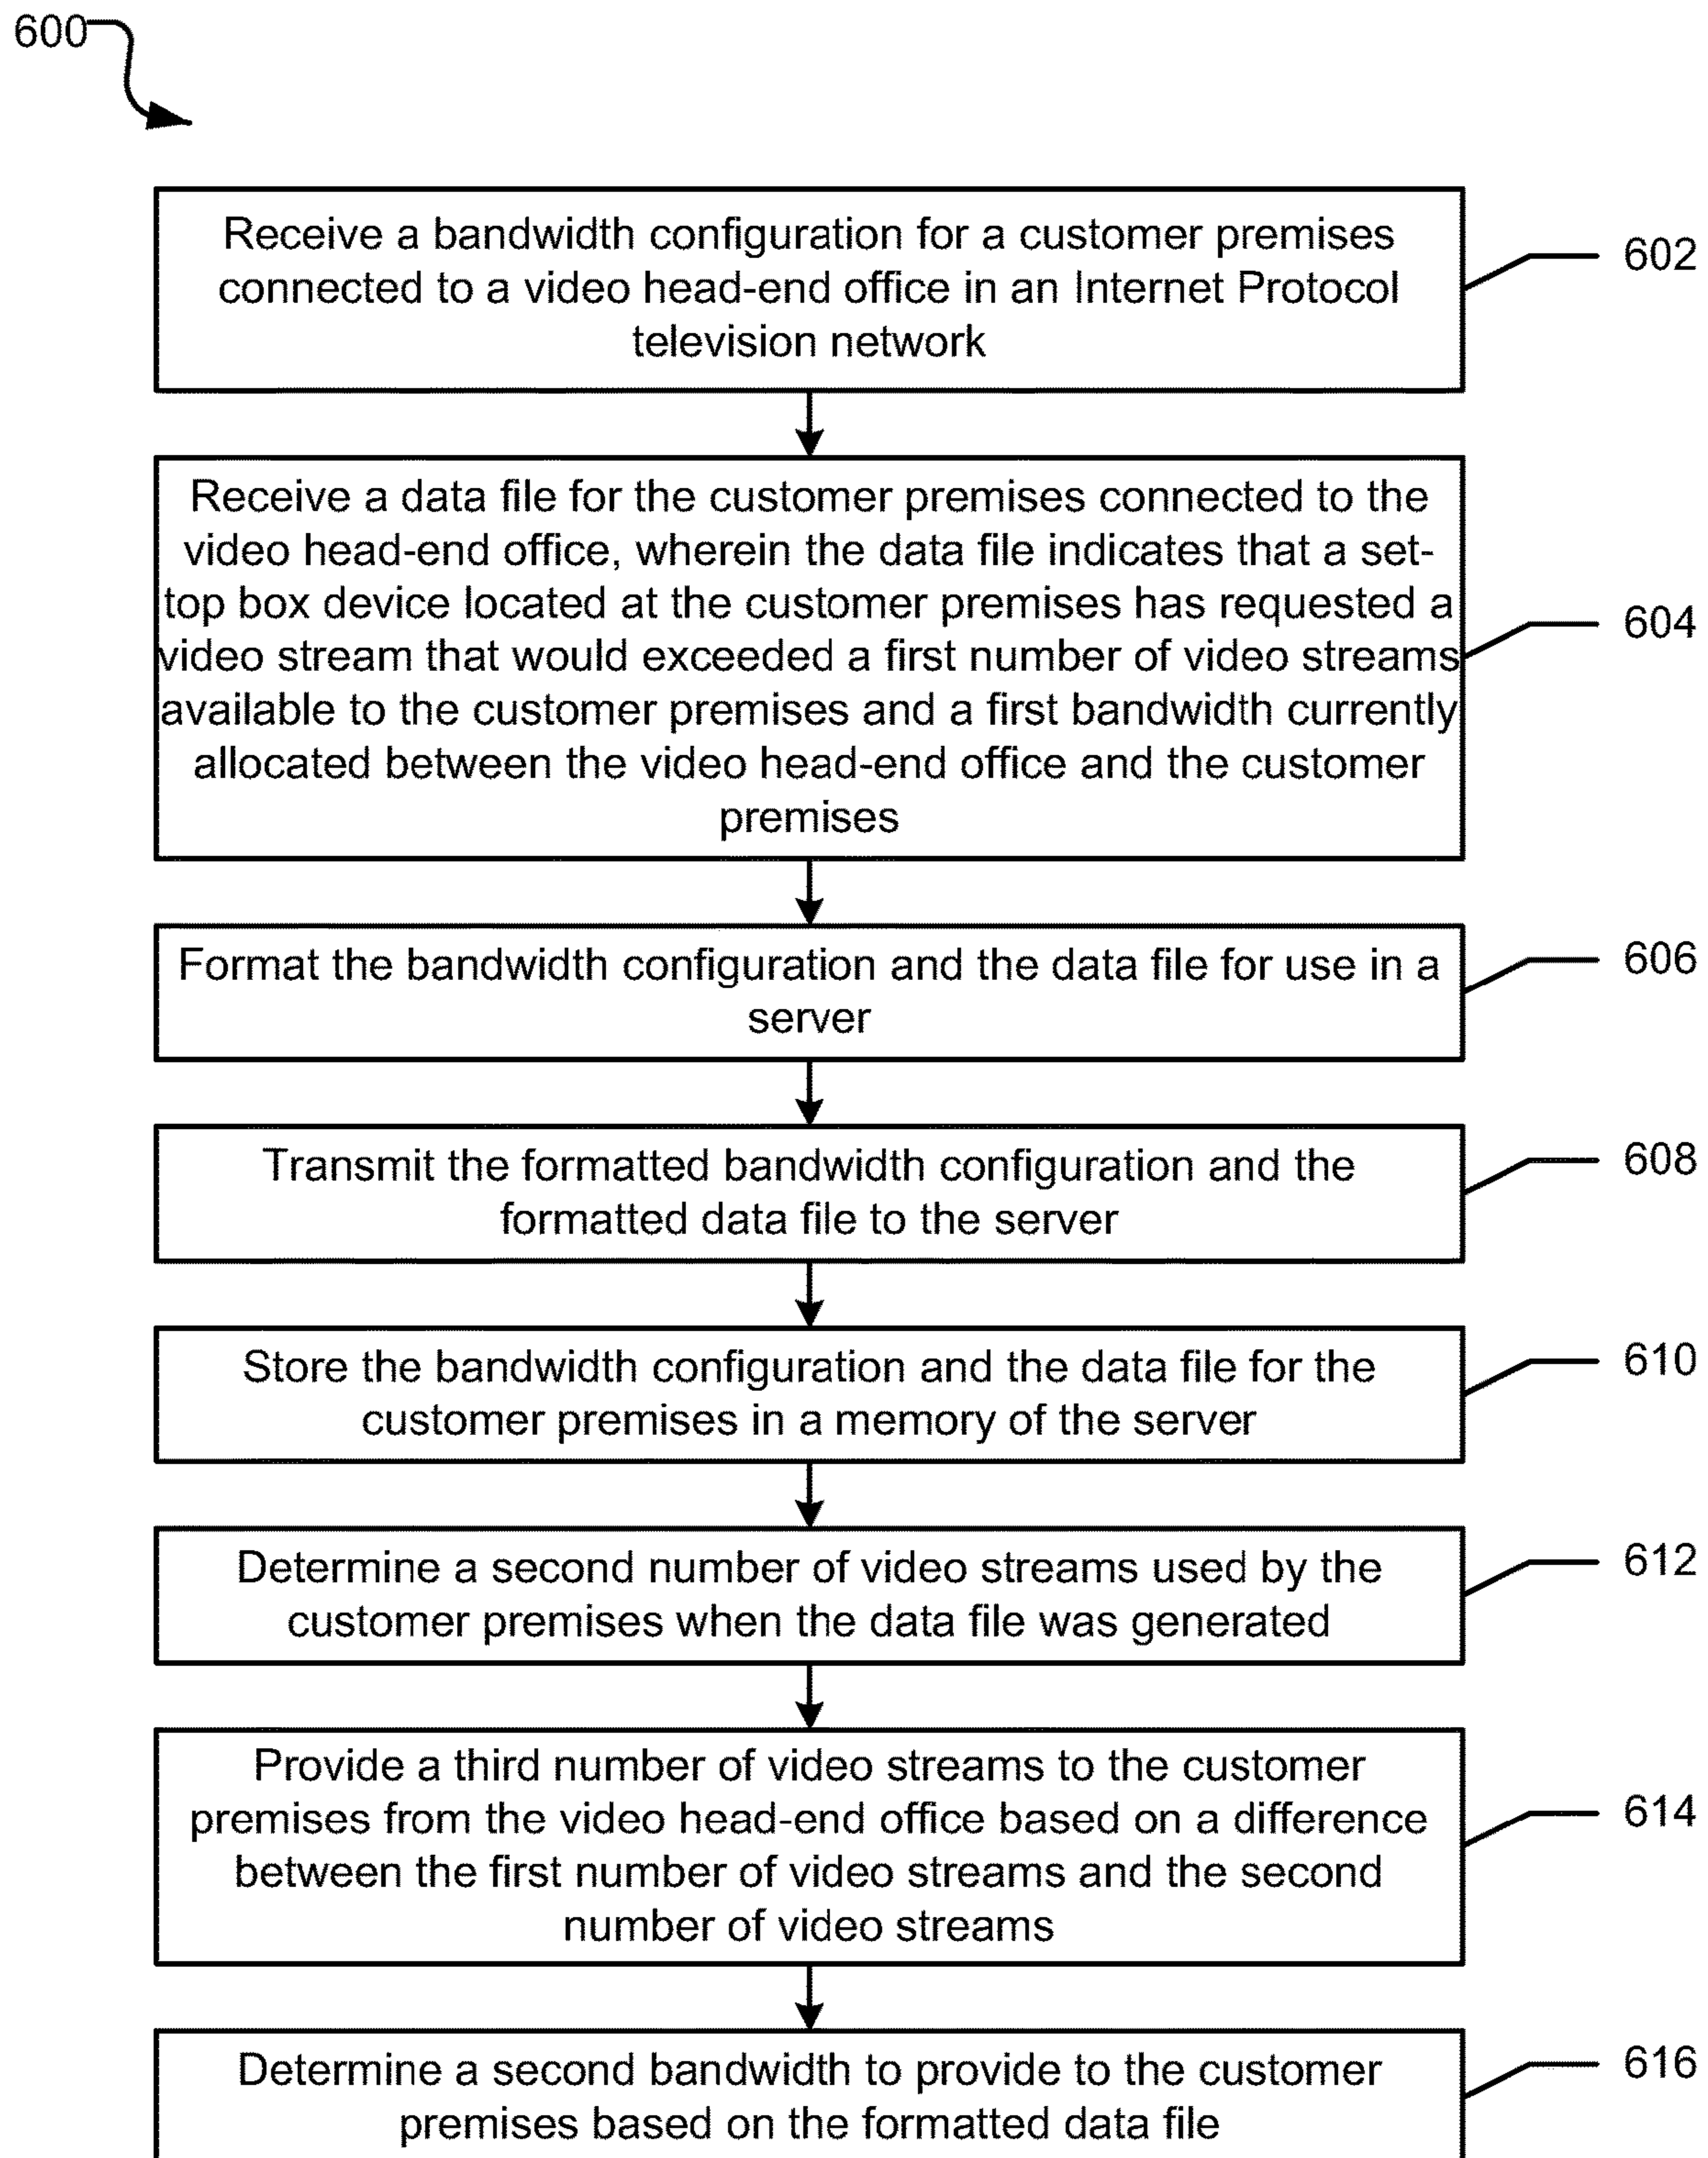 600
Receive a bandwidth configuration for a customer premises
connected to a video head-end office in an Internet Protocol
television network
602
Receive a data file for the customer premises connected to the
video head-end office, wherein the data file indicates that a set-
top box device located at the customer premises has requested a
video stream that would exceeded a first number of video streams
available to the customer premises and a first bandwidth currently
allocated between the video head-end office and the customer
premises
604
Format the bandwidth configuration and the data file for use in a
server
606
Transmit the formatted bandwidth configuration and the
formatted data file to the server
608
Store the bandwidth configuration and the data file for the
customer premises in a memory of the server
610
Determine a second number of video streams used by the
customer premises when the data file was generated
612
Provide a third number of video streams to the customer
premises from the video head-end office based on a difference
between the first number of video streams and the second
number of video streams
614
Determine a second bandwidth to provide to the customer
premises based on the formatted data file
616